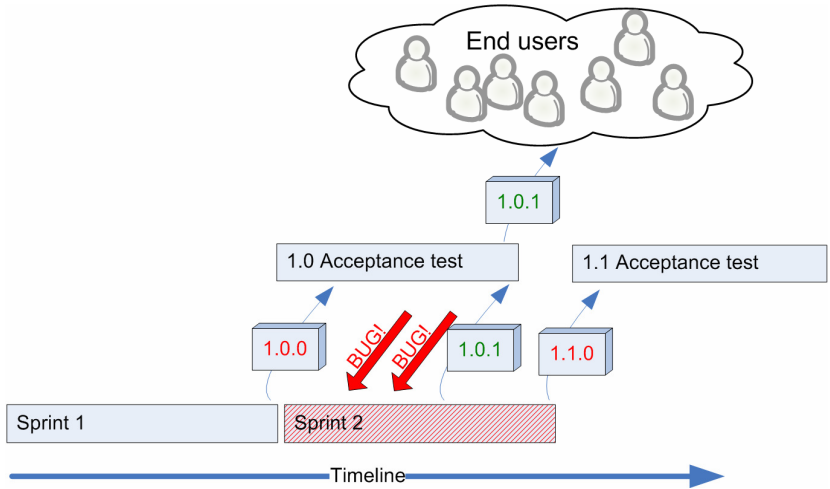 End users
1.0.1
1.0 Acceptance test
1.1 Acceptance test
1.0.0
BUG!
BUG!
1.0.1
1.1.0
Sprint 1
Sprint 2
Timeline